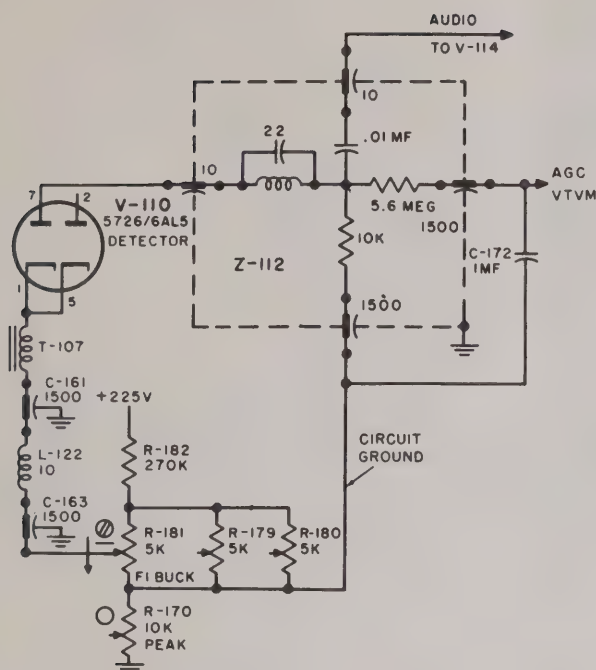 AUDIO
TO V-114
10
22
.01 MF
10
7
2
V-110
5726/6AL5
DETECTOR
5.6 MEG
1500
AGC
VTVM
10K
C-172
1MF
Z-112
1
5
1500
T-107
C-161
1500
+225V
L-122
10
R-182
270K
CIRCUIT
GROUND
C-163
1500
R-181
5K
R-179
5K
R-180
5K
F1 BUCK
R-170
10K
PEAK